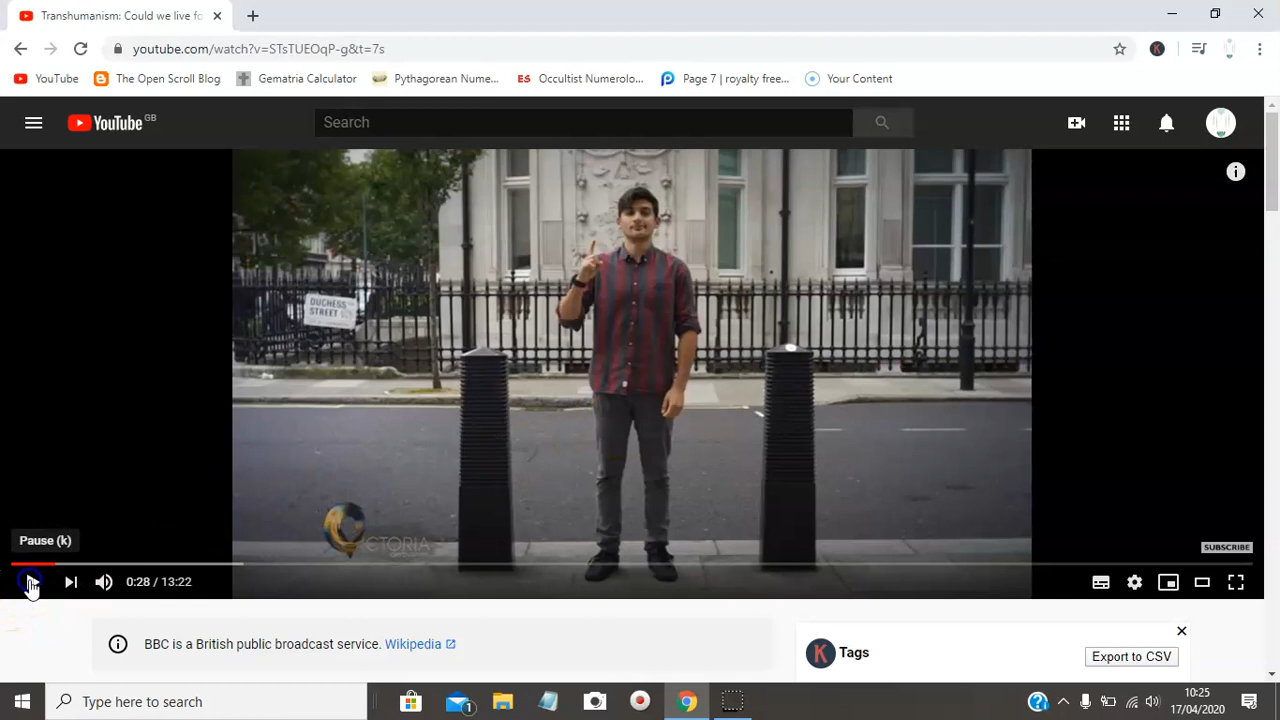 Transhumanism: Could we live fo
youtube.com/watch?v=STsTUEOqP-g&t=7s
YouTube
The Open Scroll Blog
Gematria Calculator
Pythagorean Nume...
ES Occultist Numerolo...
Page 7 | royalty free...
Your Content
YouTube GB
Search
DUCHESS
STREET
CTORIA
Pause (k)
SUBSCRIBE
0:28 / 13:22
BBC is a British public broadcast service. Wikipedia
K Tags
Export to CSV
Type here to search
1
10:25
17/04/2020